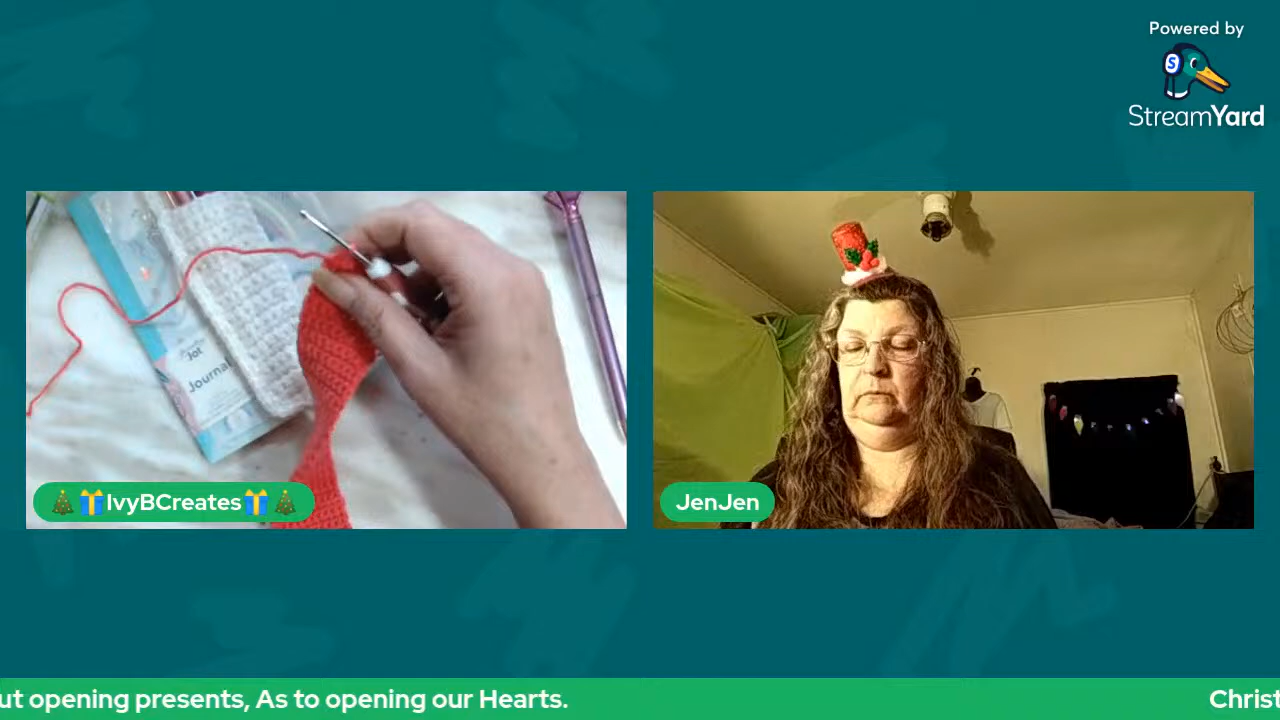 Powered by
S
StreamYard
Jot
Journal
🎄🎁IvyBCreates🎁🎄
JenJen
ut opening presents, As to opening our Hearts.
Christ